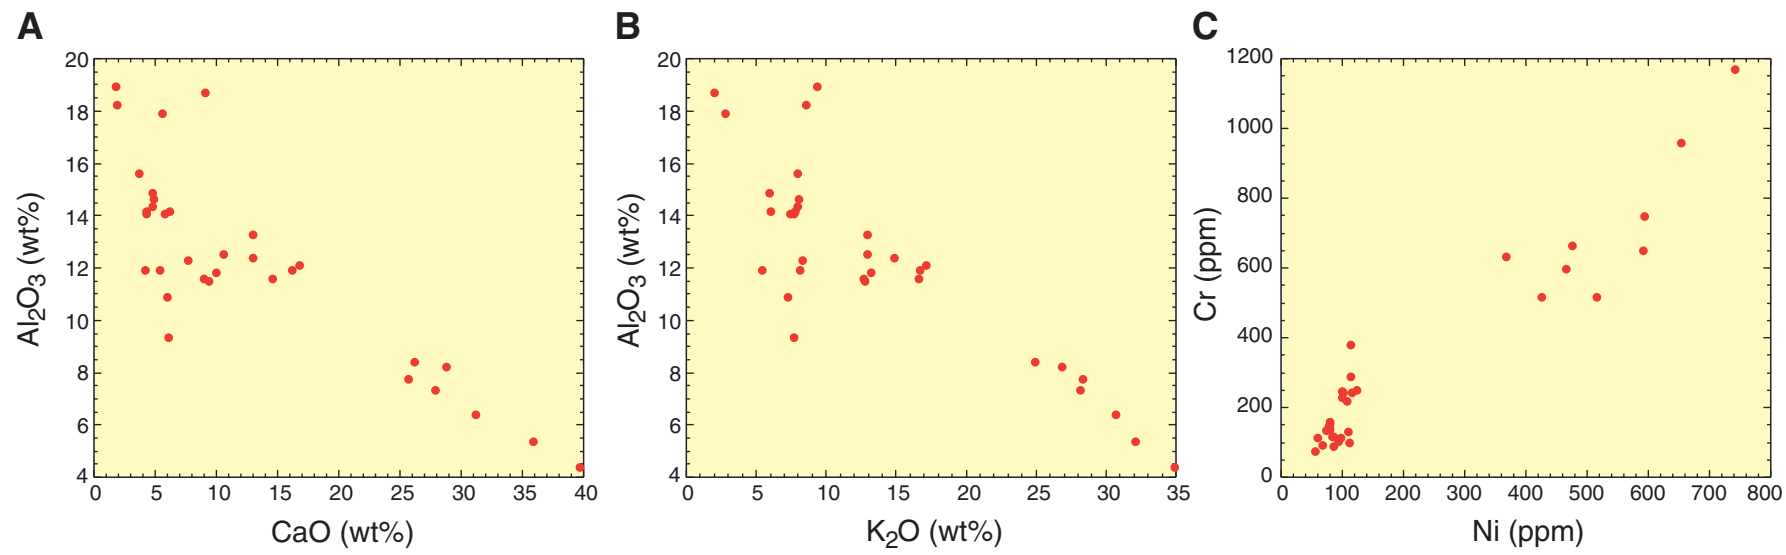 A
20
18
16
14
12
10
8
6
4
Al2O3 (wt%)
0 5 10 15 20 25 30 35 40
CaO (wt%)
B
20
18
16
14
12
10
8
6
4
Al2O3 (wt%)
0 5 10 15 20 25 30 35
K2O (wt%)
C
1200
1000
800
600
400
200
0
Cr (ppm)
0 100 200 300 400 500 600 700 800
Ni (ppm)